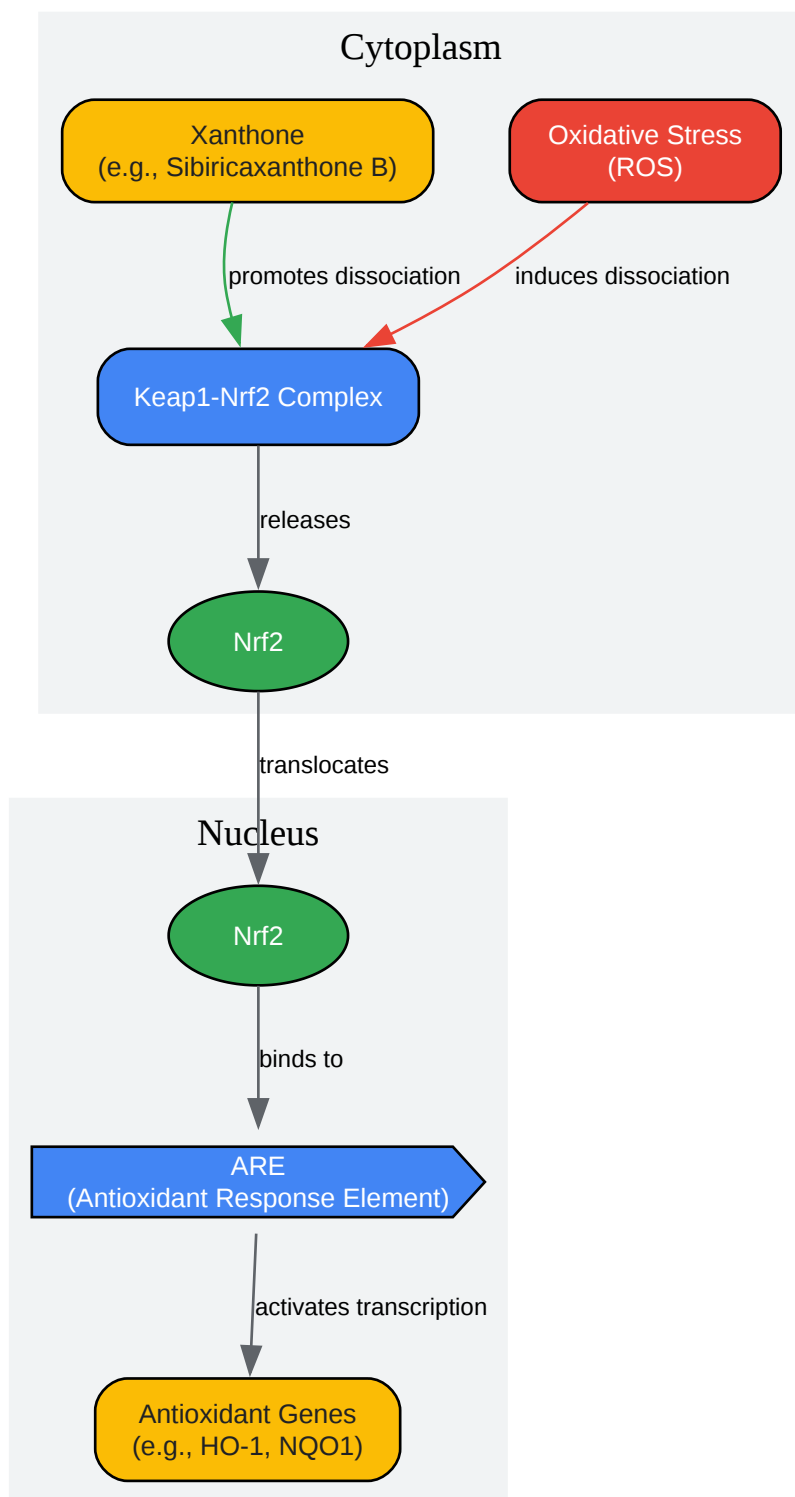 Cytoplasm
Xanthone
(e.g., Sibiricaxanthone B)
Oxidative Stress
(ROS)
promotes dissociation
induces dissociation
Keap1-Nrf2 Complex
releases
Nrf2
translocates
Nucleus
Nrf2
binds to
ARE
(Antioxidant Response Element)
activates transcription
Antioxidant Genes
(e.g., HO-1, NQO1)